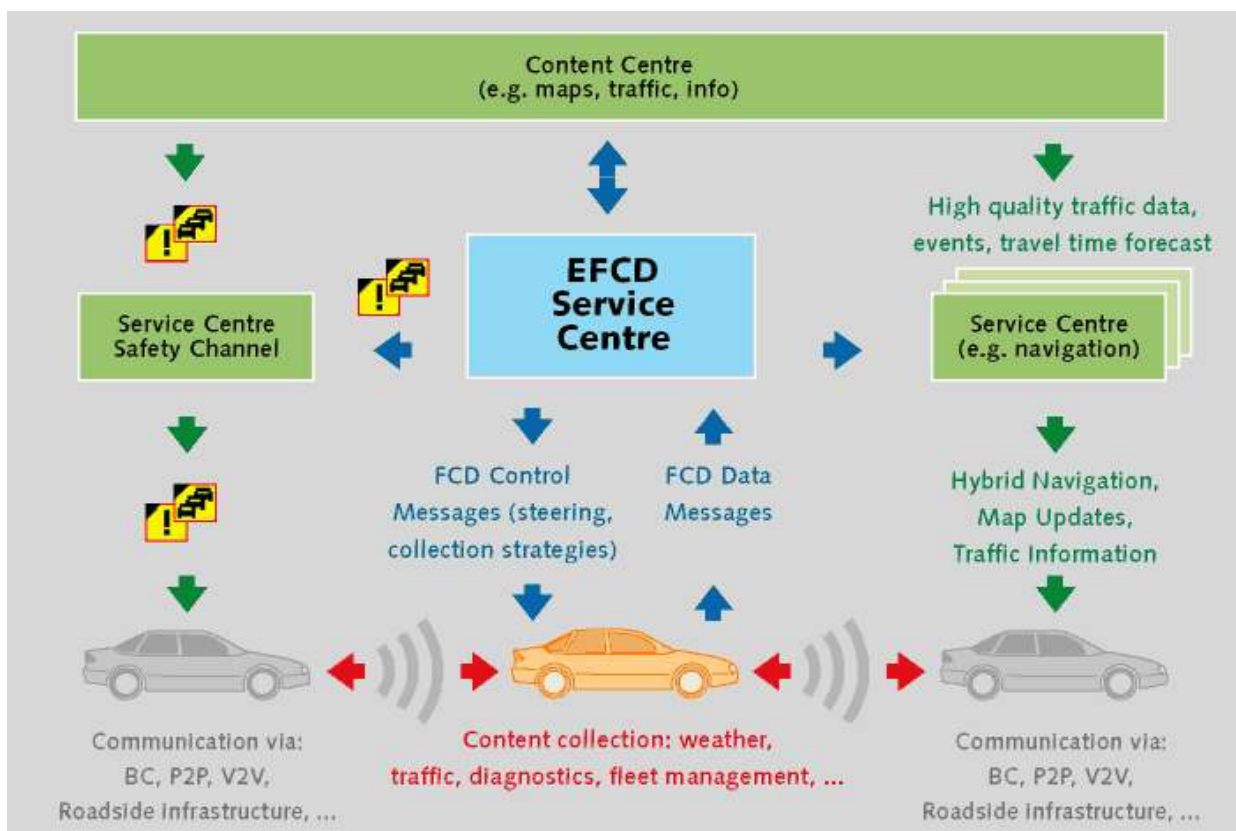 Content Centre
(e.g. maps, traffic, info)
High quality traffic data,
events, travel time forecast
!
!
EFCD
Service
Centre
Service Centre
Safety Channel
Service Centre
(e.g. navigation)
FCD Control
Messages (steering,
collection strategies)
FCD Data
Messages
Hybrid Navigation,
Map Updates,
Traffic Information
!
Communication via:
BC, P2P, V2V,
Roadside infrastructure, ...
Content collection: weather,
traffic, diagnostics, fleet management, ...
Communication via:
BC, P2P, V2V,
Roadside infrastructure, ...